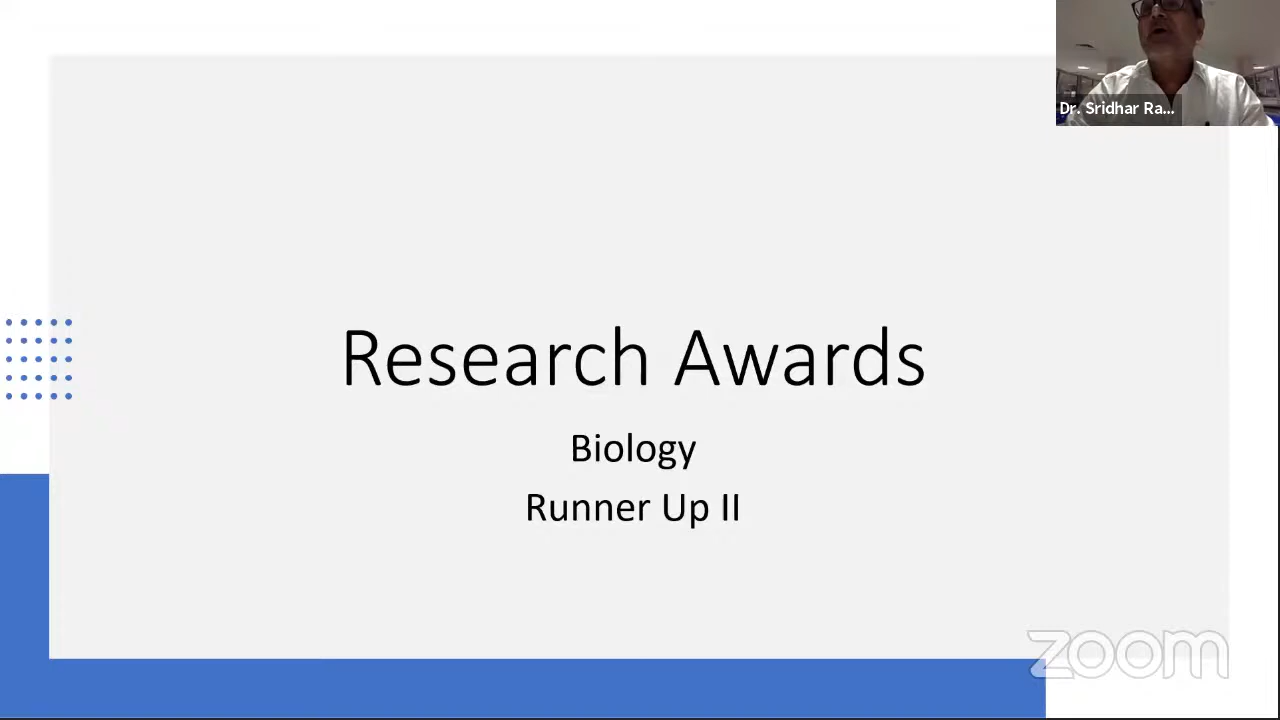 Dr. Sridhar Ra...
Research Awards
Biology
Runner Up II
zoom